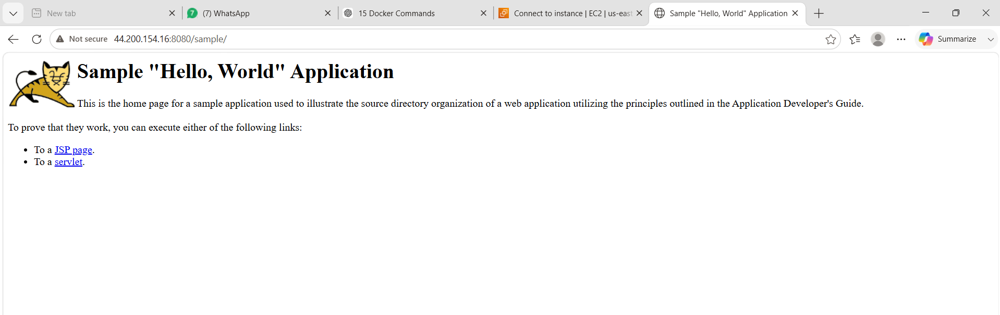 New tab
7
(7) WhatsApp
15 Docker Commands
Connect to instance | EC2 | us-east
Sample "Hello, World" Application
Not secure
44.200.154.16:8080/sample/
Summarize
Sample "Hello, World" Application
This is the home page for a sample application used to illustrate the source directory organization of a web application utilizing the principles outlined in the Application Developer's Guide.
To prove that they work, you can execute either of the following links:
• To a JSP page.
• To a servlet.